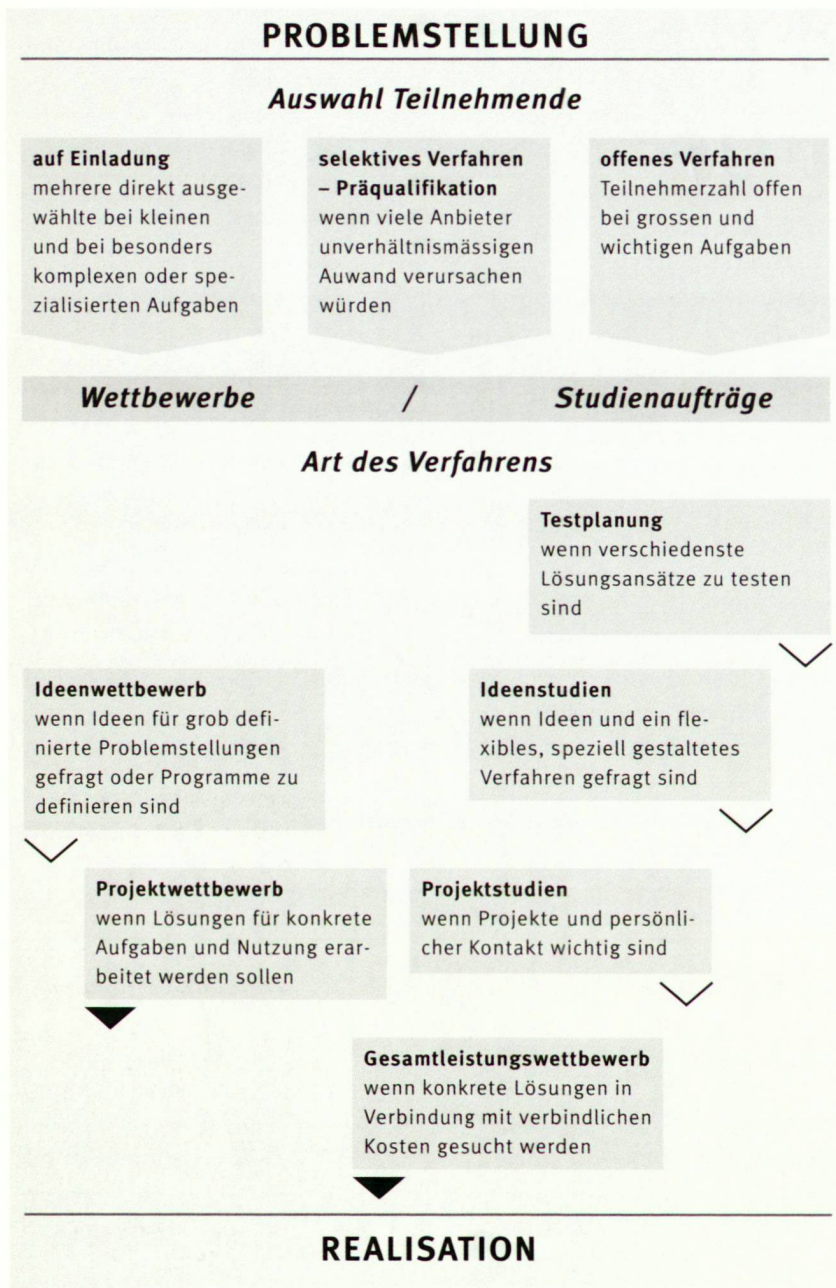 PROBLEMSTELLUNG
Auswahl Teilnehmende
auf Einladung
mehrere direkt ausge-
wählte bei kleinen
und bei besonders
komplexen oder spe-
zialisierten Aufgaben
selektives Verfahren
– Präqualifikation
wenn viele Anbieter
unverhältnismässigen
Auwand verursachen
würden
offenes Verfahren
Teilnehmerzahl offen
bei grossen und
wichtigen Aufgaben
Wettbewerbe / Studienaufträge
Art des Verfahrens
Testplanung
wenn verschiedenste
Lösungsansätze zu testen
sind
Ideenwettbewerb
wenn Ideen für grob defi-
nierte Problemstellungen
gefragt oder Programme zu
definieren sind
Ideenstudien
wenn Ideen und ein fle-
xibles, speziell gestaltetes
Verfahren gefragt sind
Projektwettbewerb
wenn Lösungen für konkrete
Aufgaben und Nutzung erar-
beitet werden sollen
Projektstudien
wenn Projekte und persönli-
cher Kontakt wichtig sind
Gesamtleistungswettbewerb
wenn konkrete Lösungen in
Verbindung mit verbindlichen
Kosten gesucht werden
REALISATION